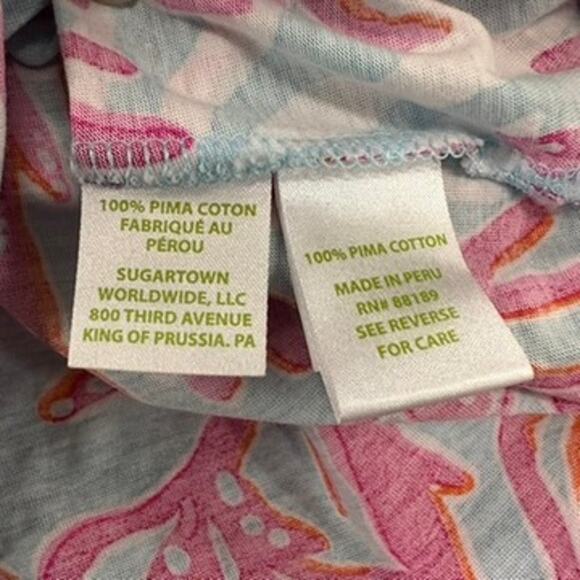 100% PIMA COTON
FABRIQUÉ AU
PÉROU
SUGARTOWN
WORLDWIDE, LLC
800 THIRD AVENUE
KING OF PRUSSIA. PA
100% PIMA COTTON
MADE IN PERU
RN# 88189
SEE REVERSE
FOR CARE